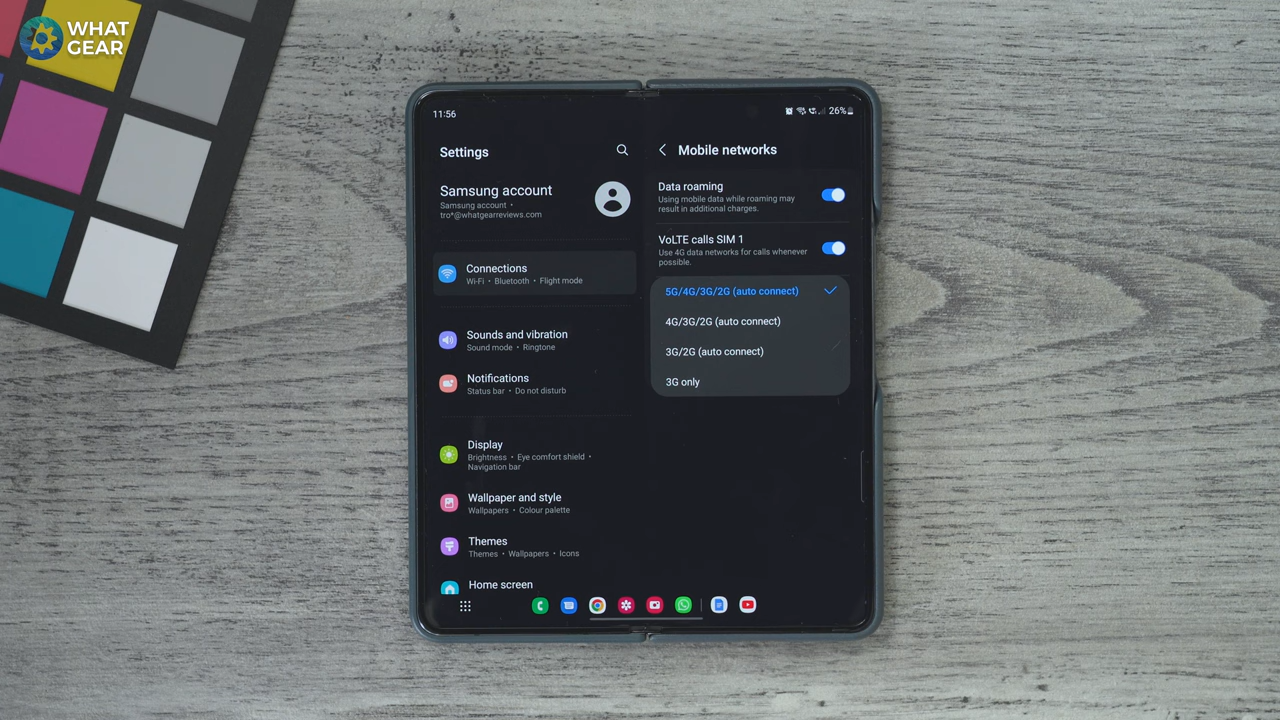 WHAT
GEAR
11:56
26%
Settings
Samsung account
Samsung account •
tro*@whatgearreviews.com
Connections
Wi-Fi • Bluetooth • Flight mode
Sounds and vibration
Sound mode • Ringtone
Notifications
Status bar • Do not disturb
Display
Brightness • Eye comfort shield •
Navigation bar
Wallpaper and style
Wallpapers • Colour palette
Themes
Themes • Wallpapers • Icons
Home screen
Mobile networks
Data roaming
Using mobile data while roaming may
result in additional charges.
VoLTE calls SIM 1
Use 4G data networks for calls whenever
possible.
5G/4G/3G/2G (auto connect)
4G/3G/2G (auto connect)
3G/2G (auto connect)
3G only